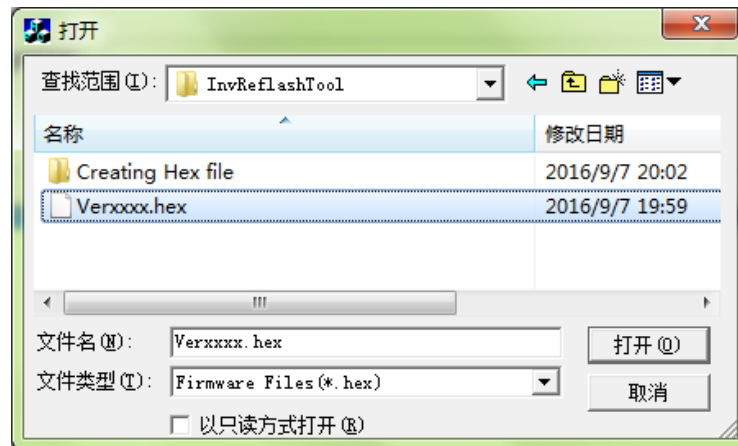 打开
查找范围(I): InvReflashTool
名称 修改日期
Creating Hex file 2016/9/7 20:02
Verxxxx.hex 2016/9/7 19:59
文件名(N): Verxxxx.hex 打开(O)
文件类型(T): Firmware Files(*.hex) 取消
以只读方式打开(R)